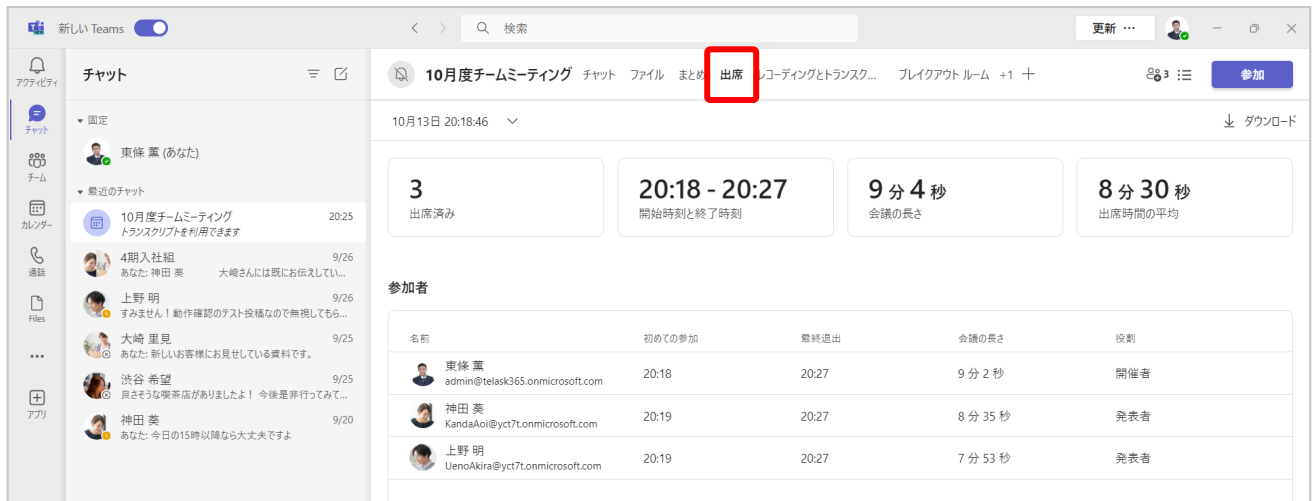 新しい Teams
検索
更新 …
アクティビティ
チャット
チーム
カレンダー
通話
Files
アプリ
チャット
固定
東條 薫 (あなた)
最近のチャット
10月度チームミーティング 20:25
トランスクリプトを利用できます
4期入社組 9/26
あなた: 神田 葵 大崎さんには既にお伝えしてい...
上野 明 9/26
すみません！動作確認のテスト投稿なので無視してもら...
大崎 里見 9/25
あなた: 新しいお客様にお見せしている資料です。
渋谷 希望 9/25
良さそうな喫茶店がありましたよ！ 今後是非行ってみて...
神田 葵 9/20
あなた: 今日の15時以降なら大丈夫ですよ
10月度チームミーティング チャット ファイル まとめ 出席 レコーディングとトランスク... ブレイクアウト ルーム +1
3
参加
10月13日 20:18:46
ダウンロード
3
出席済み
20:18 - 20:27
開始時刻と終了時刻
9 分 4 秒
会議の長さ
8 分 30 秒
出席時間の平均
参加者
名前 初めての参加 最終退出 会議の長さ 役割
東條 薫
admin@telask365.onmicrosoft.com
20:18 20:27 9 分 2 秒 開催者
神田 葵
KandaAoi@yct7t.onmicrosoft.com
20:19 20:27 8 分 35 秒 発表者
上野 明
UenoAkira@yct7t.onmicrosoft.com
20:19 20:27 7 分 53 秒 発表者